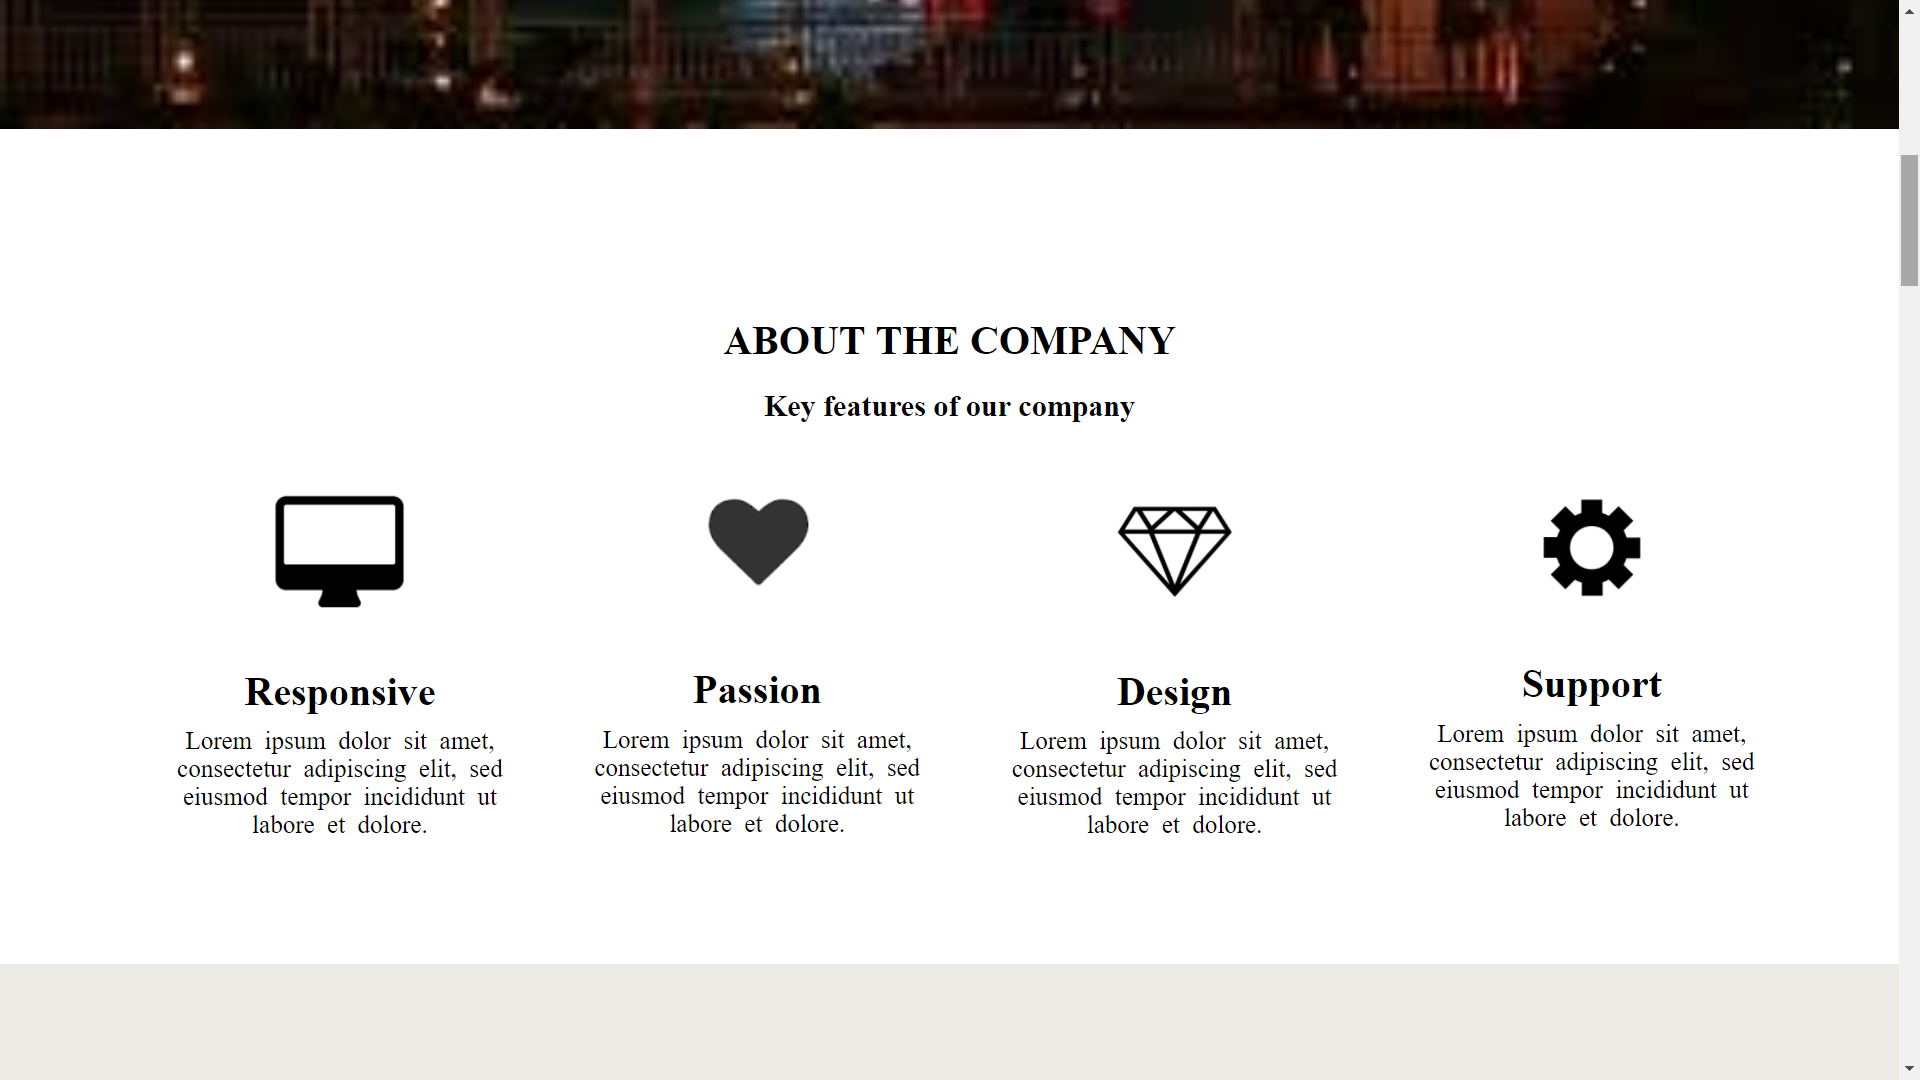 ABOUT THE COMPANY
Key features of our company
Responsive
Lorem ipsum dolor sit amet,
consectetur adipiscing elit, sed
eiusmod tempor incididunt ut
labore et dolore.
Passion
Lorem ipsum dolor sit amet,
consectetur adipiscing elit, sed
eiusmod tempor incididunt ut
labore et dolore.
Design
Lorem ipsum dolor sit amet,
consectetur adipiscing elit, sed
eiusmod tempor incididunt ut
labore et dolore.
Support
Lorem ipsum dolor sit amet,
consectetur adipiscing elit, sed
eiusmod tempor incididunt ut
labore et dolore.